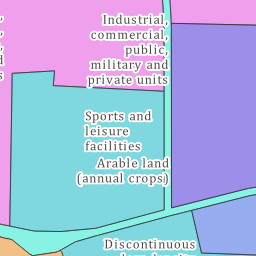 Industrial,
commercial,
public,
military and
private units
Sports and
leisure
facilities
Arable land
(annual crops)
Discontinuous